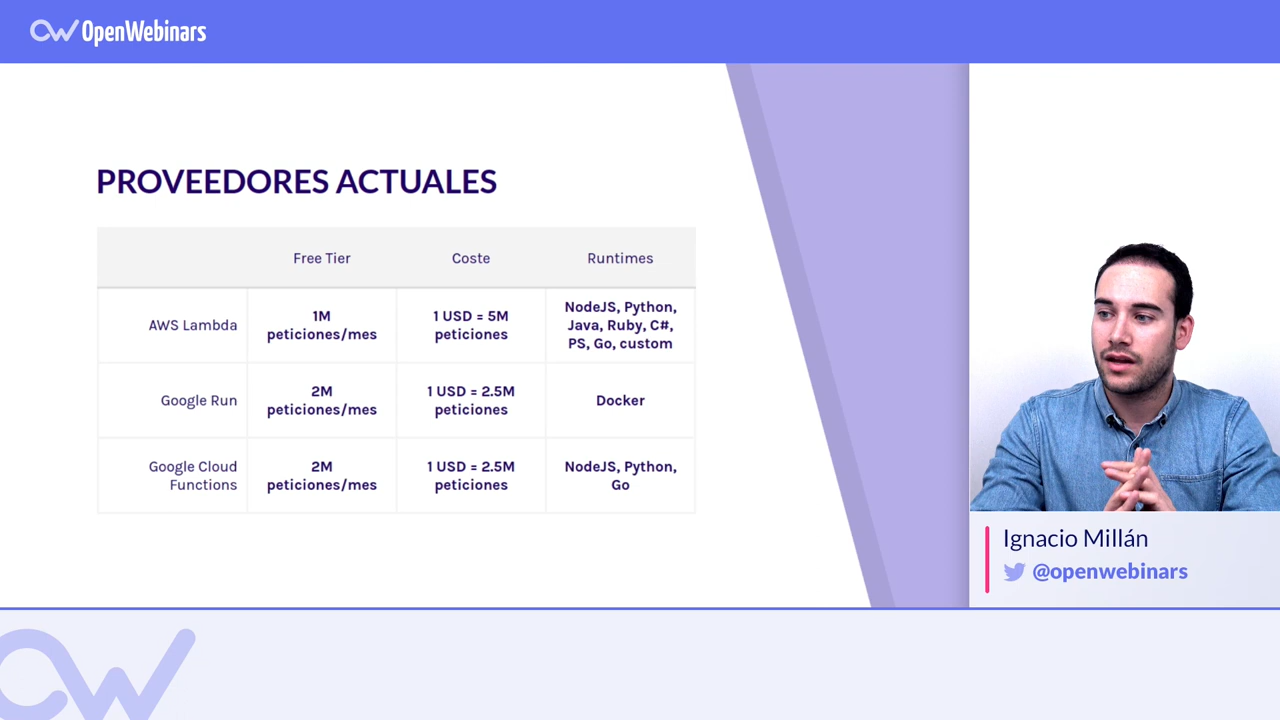 OpenWebinars
PROVEEDORES ACTUALES
Free Tier Coste Runtimes
AWS Lambda
1M
peticiones/mes
1 USD = 5M
peticiones
NodeJS, Python,
Java, Ruby, C#,
PS, Go, custom
Google Run
2M
peticiones/mes
1 USD = 2.5M
peticiones
Docker
Google Cloud
Functions
2M
peticiones/mes
1 USD = 2.5M
peticiones
NodeJS, Python,
Go
Ignacio Millán
@openwebinars